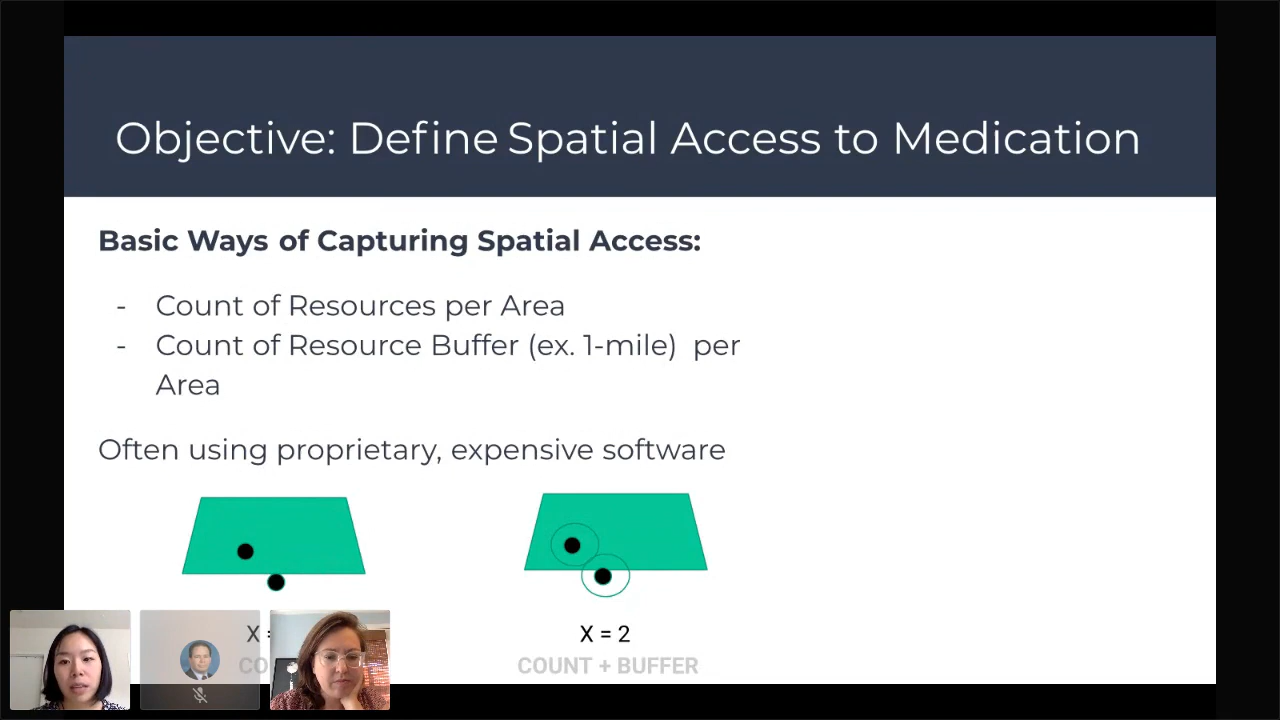 Objective: Define Spatial Access to Medication
Basic Ways of Capturing Spatial Access:
- Count of Resources per Area
- Count of Resource Buffer (ex. 1-mile) per
Area
Often using proprietary, expensive software
X
X = 2
COUNT + BUFFER